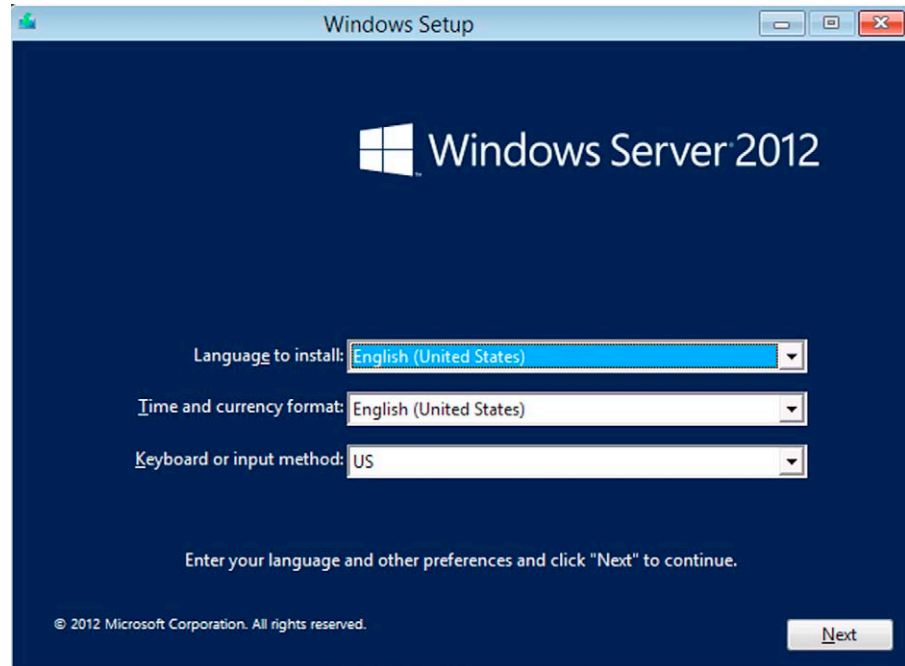 Windows Setup
Windows Server 2012
Language to install: English (United States)
Time and currency format: English (United States)
Keyboard or input method: US
Enter your language and other preferences and click "Next" to continue.
© 2012 Microsoft Corporation. All rights reserved.
Next